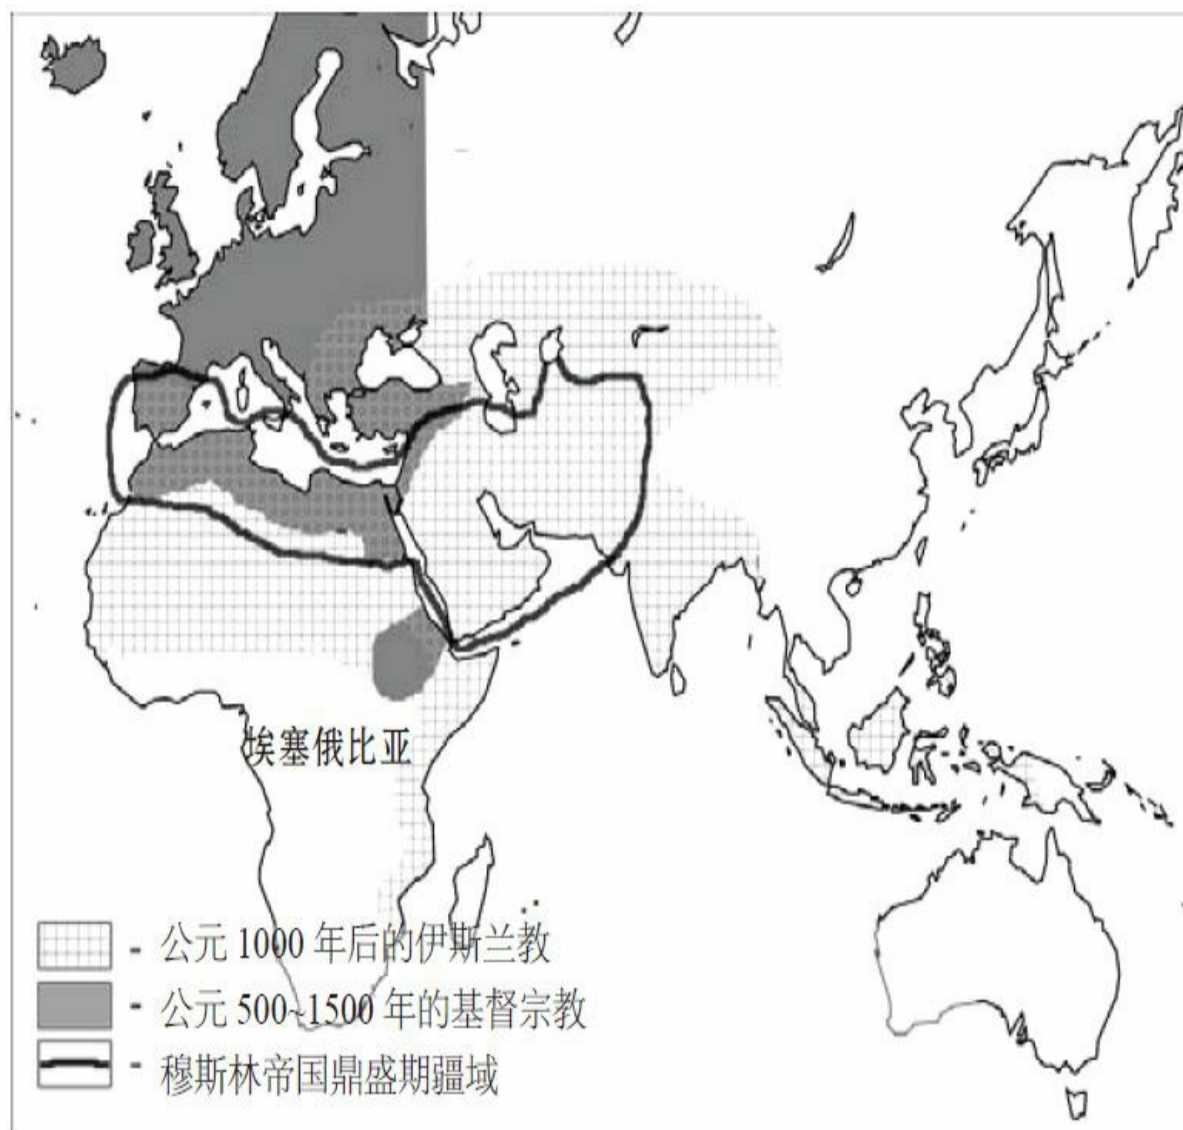 埃塞俄比亚
- 公元 1000 年后的伊斯兰教
- 公元 500~1500 年的基督宗教
- 穆斯林帝国鼎盛期疆域